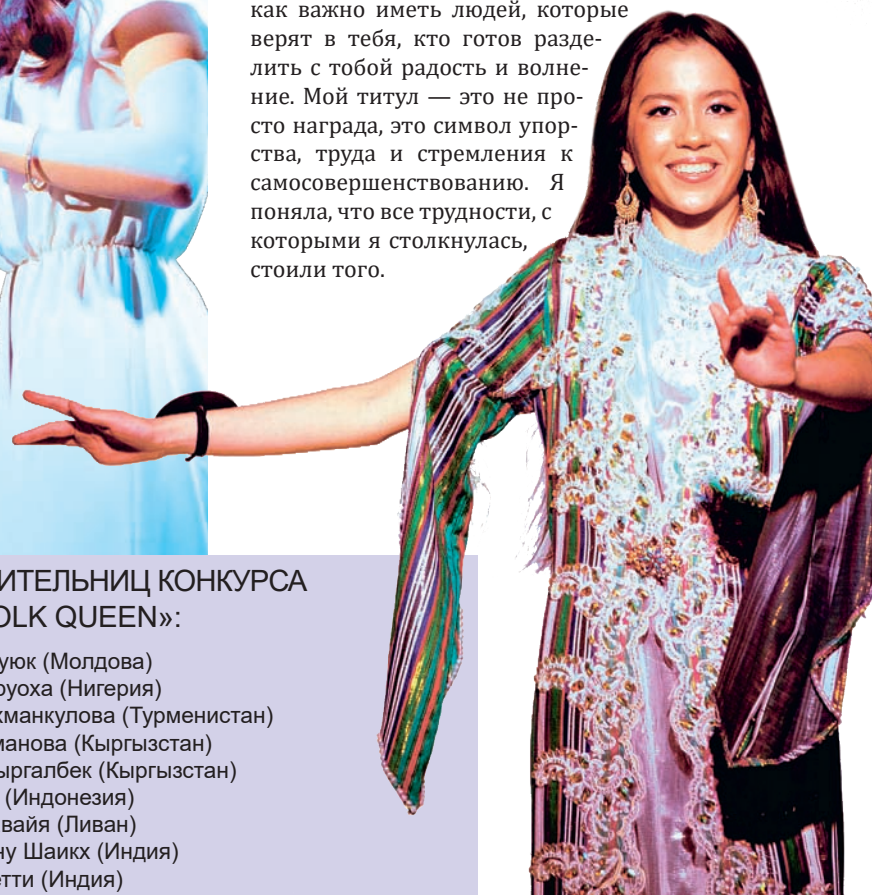 как важно иметь людей, которые
верят в тебя, кто готов разде-
лить с тобой радость и волне-
ние. Мой титул — это не про-
сто награда, это символ упор-
ства, труда и стремления к
самосовершенствованию. Я
поняла, что все трудности, с
которыми я столкнулась,
стоили того.
ИТЕЛЬНИЦ КОНКУРСА
OLK QUEEN»:
уюк (Молдова)
руоха (Нигерия)
хманкулова (Турменистан)
манова (Кыргызстан)
ыргалбек (Кыргызстан)
(Индонезия)
вайя (Ливан)
ну Шаикх (Индия)
етти (Индия)